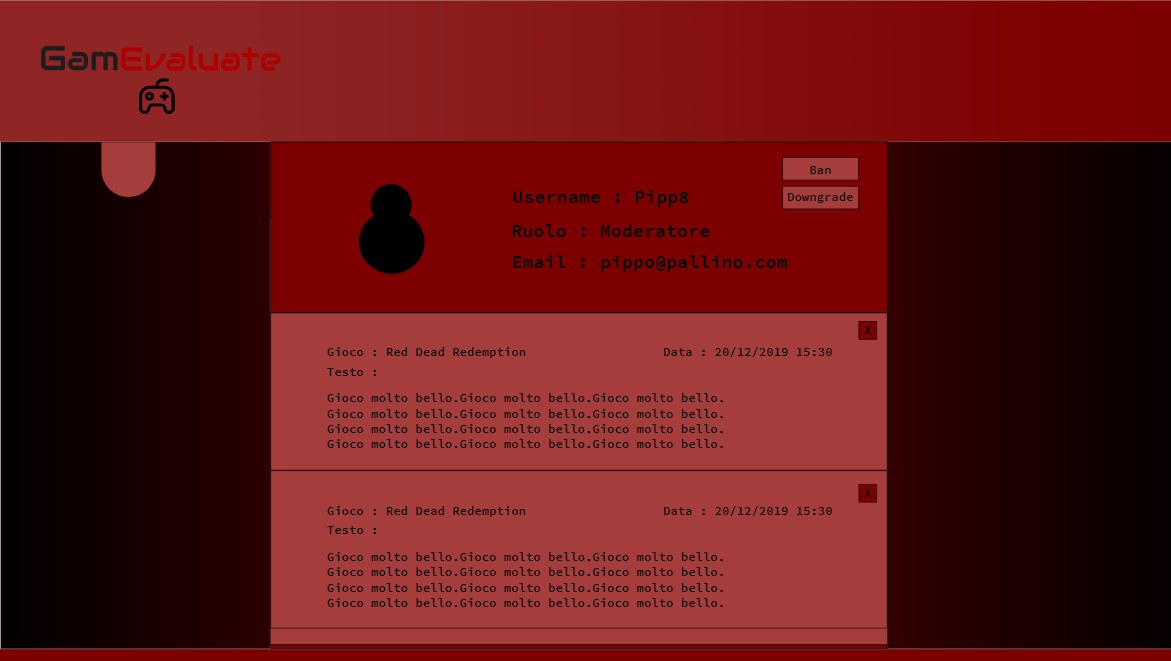 GamEvaluate
Ban
Username : Pipp8
Downgrade
Ruolo : Moderatore
Email : pippo@pallino.com
X
Gioco : Red Dead Redemption Data : 20/12/2019 15:30
Testo :
Gioco molto bello.Gioco molto bello.Gioco molto bello.
Gioco molto bello.Gioco molto bello.Gioco molto bello.
Gioco molto bello.Gioco molto bello.Gioco molto bello.
Gioco molto bello.Gioco molto bello.Gioco molto bello.
X
Gioco : Red Dead Redemption Data : 20/12/2019 15:30
Testo :
Gioco molto bello.Gioco molto bello.Gioco molto bello.
Gioco molto bello.Gioco molto bello.Gioco molto bello.
Gioco molto bello.Gioco molto bello.Gioco molto bello.
Gioco molto bello.Gioco molto bello.Gioco molto bello.